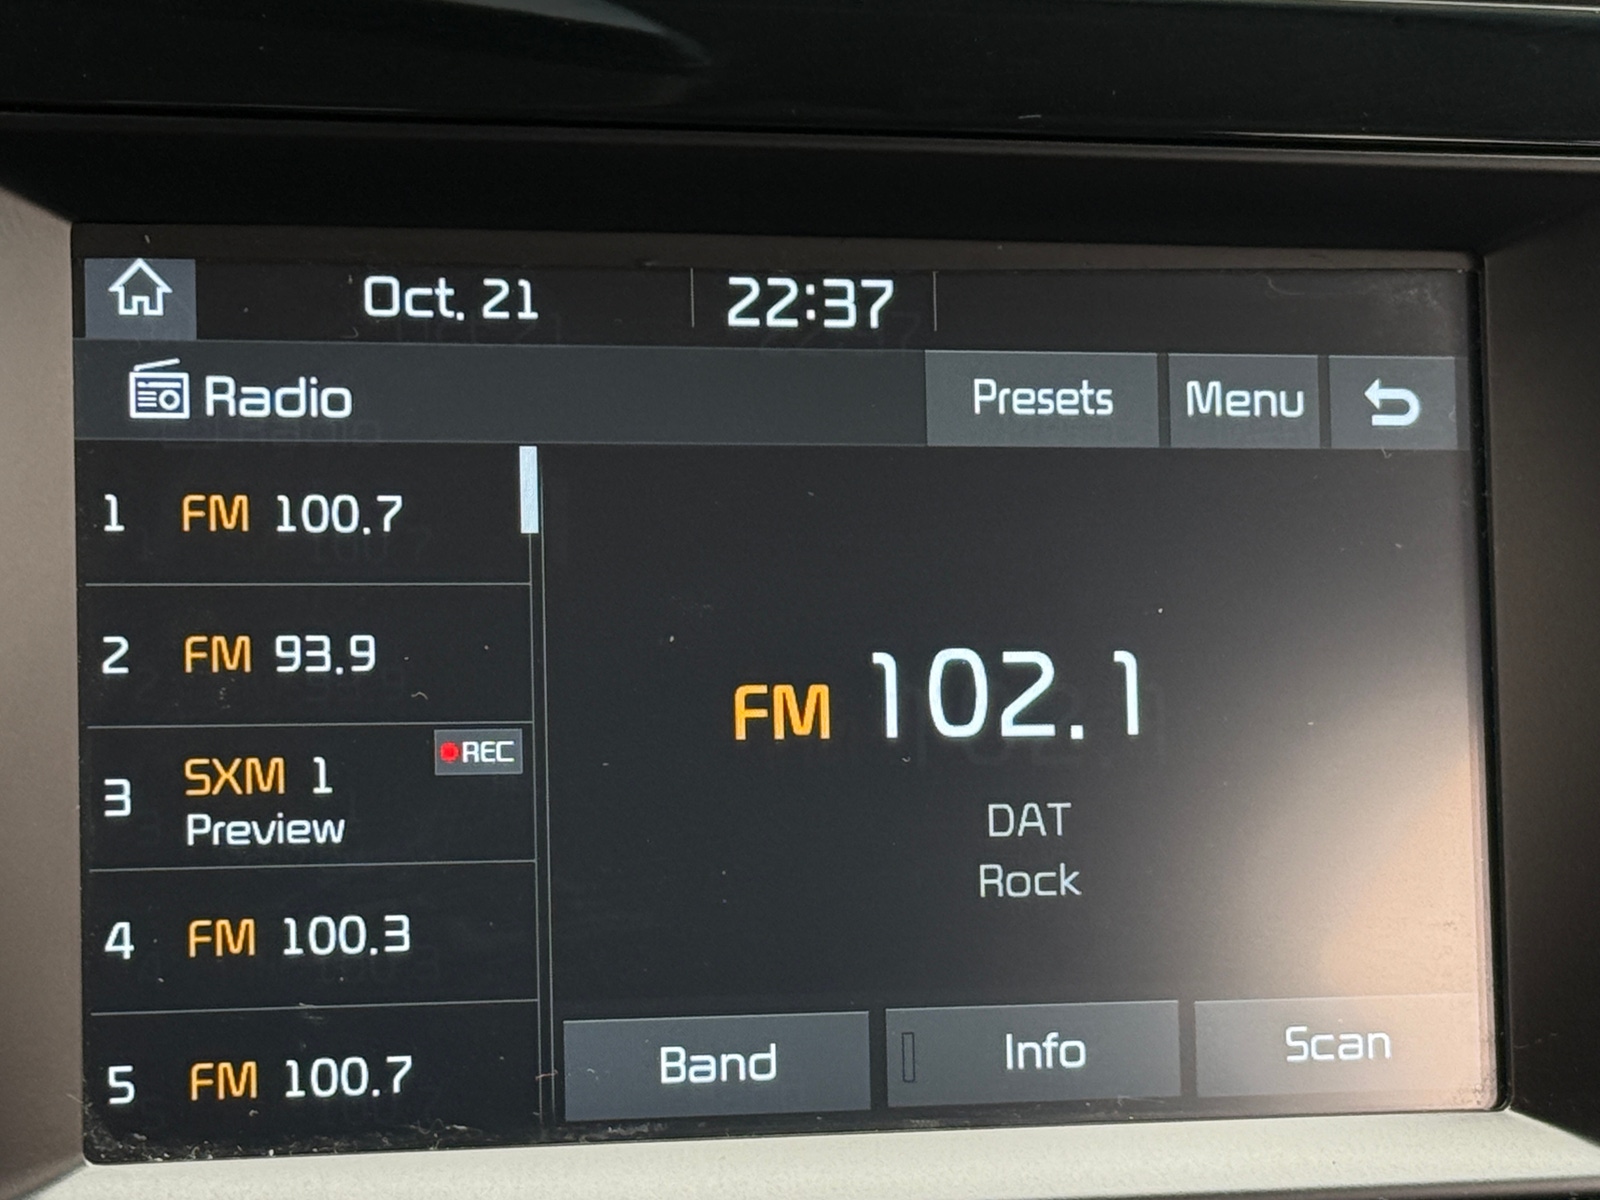 Oct. 21 22:37
Radio Presets Menu
1 FM 100.7
2 FM 93.9
3 SXM 1 REC
Preview
4 FM 100.3
5 FM 100.7
FM 102.1
DAT
Rock
Band Info Scan